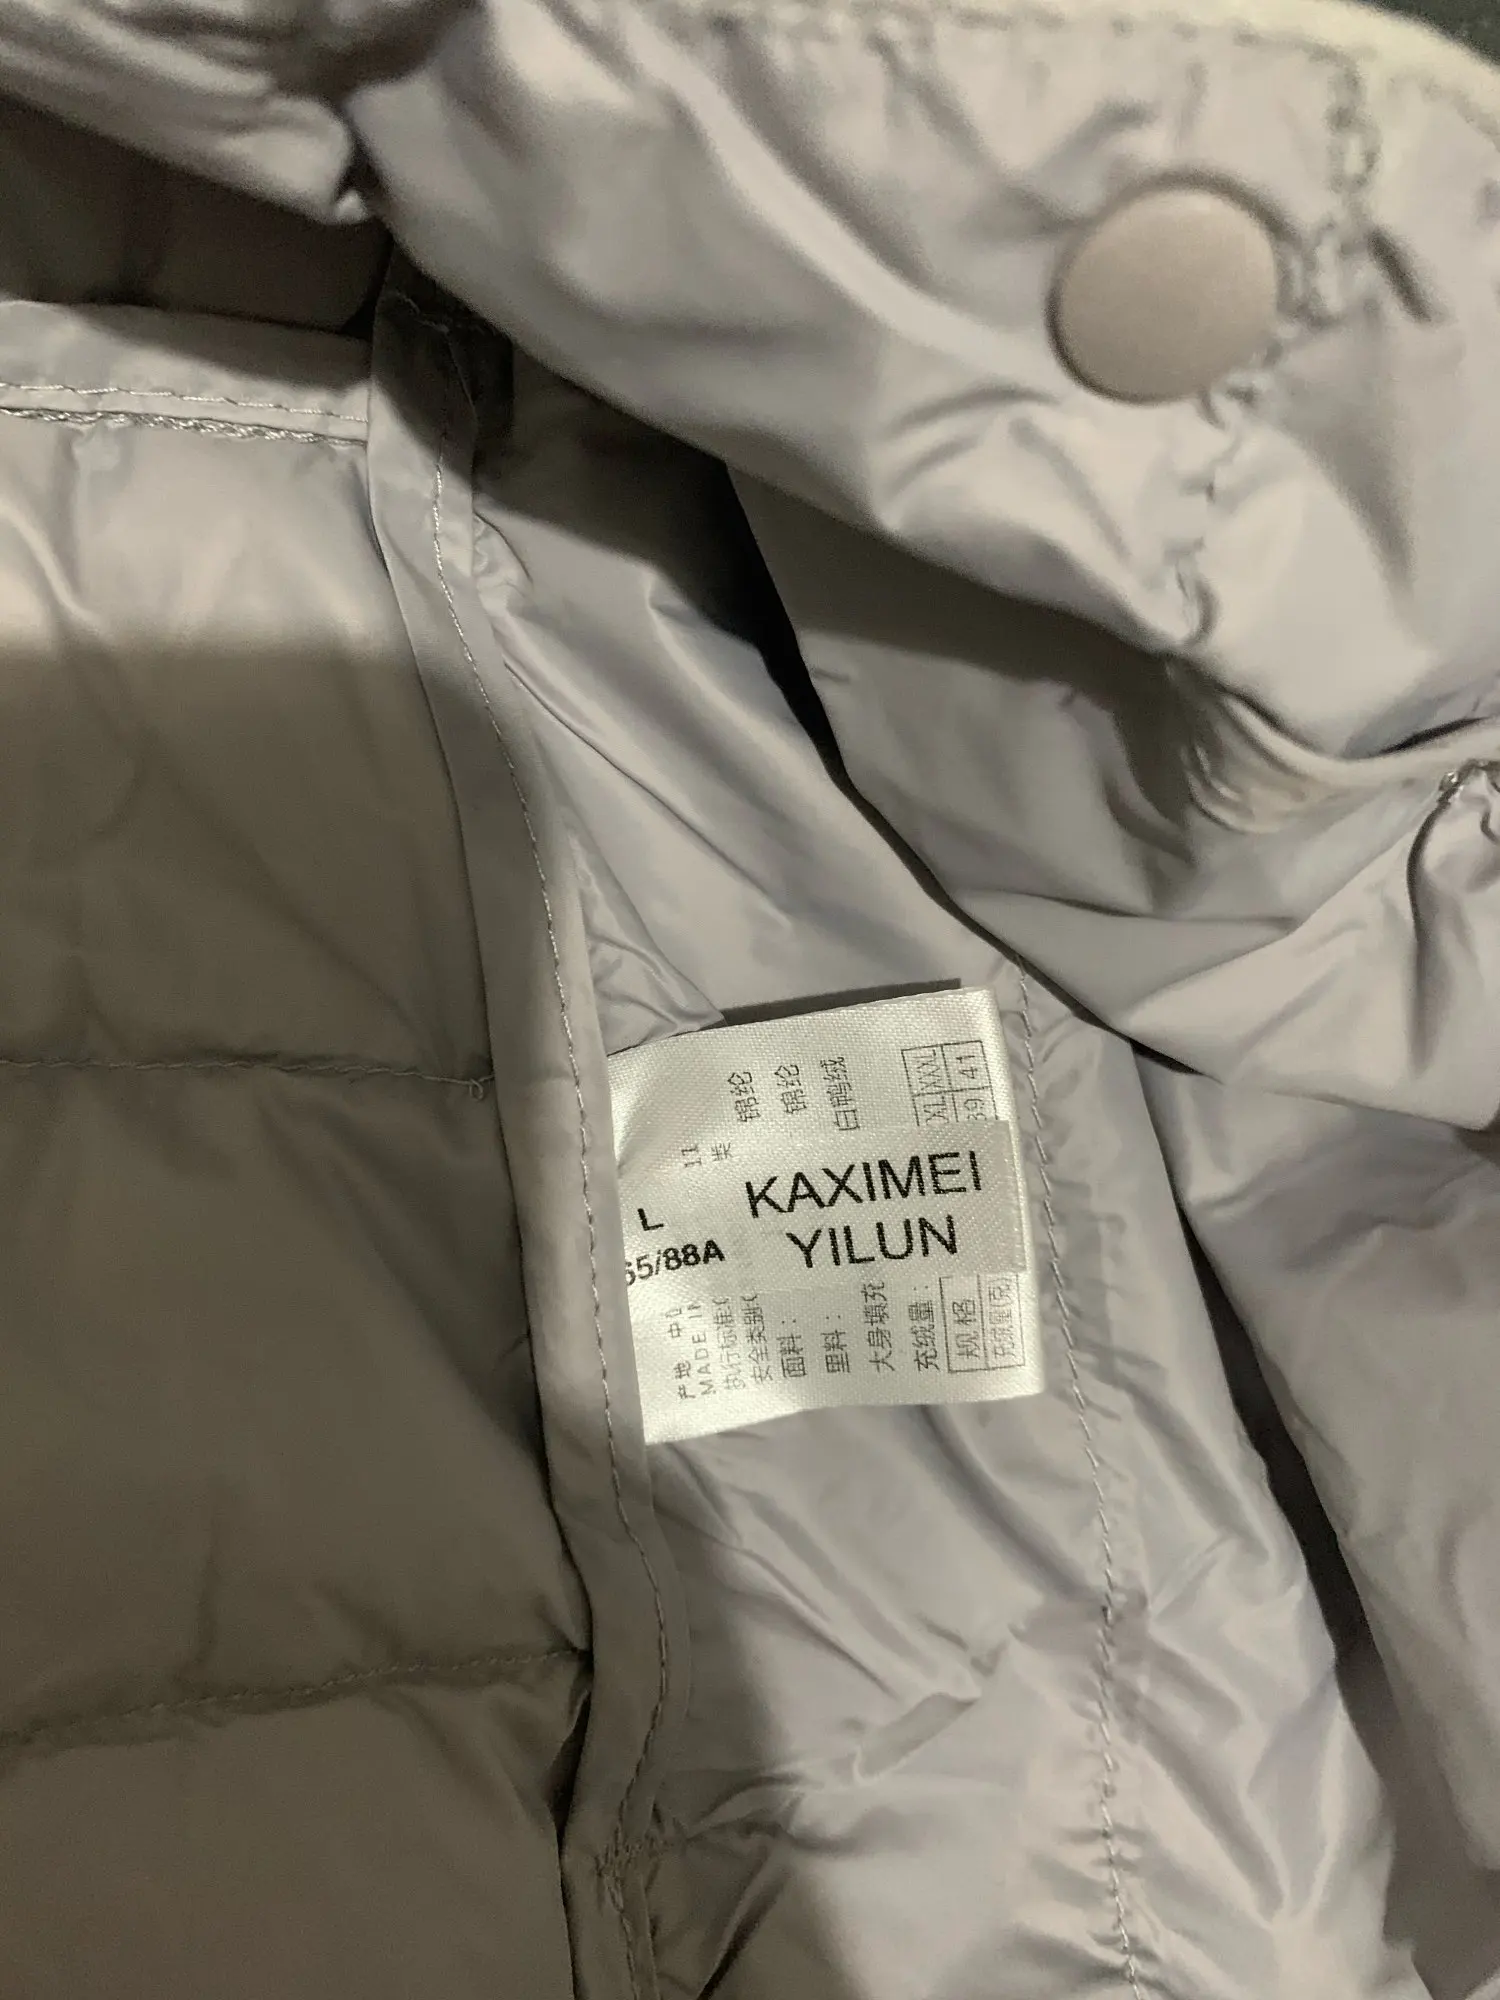 KAXIMEI
YILUN
L
65/88A
产地
MADE IN
执行标准:
安全类别:
面料: 锦纶
里料: 锦纶
大身填充 白鸭绒
充绒量:
规格 XL XXXL
充绒量(克) 39 41
11
类